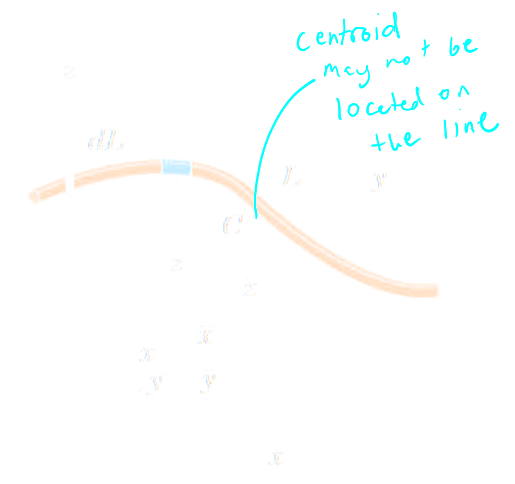 centroid
may not be
located on
the line
z
dL
L
y
C
z
z
x
x
y
y
x